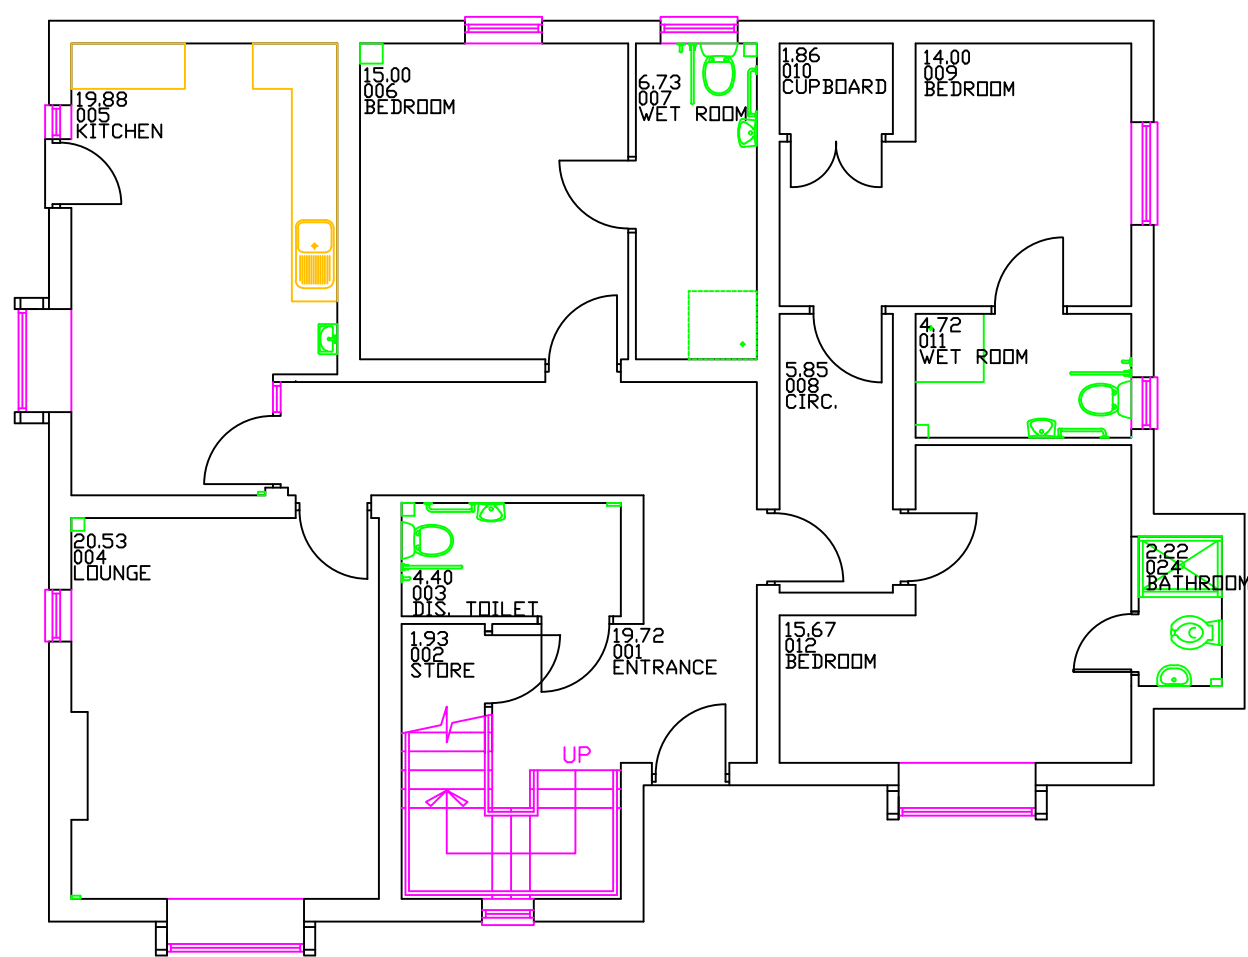 19.88
005
KITCHEN
15.00
006
BEDROOM
6.73
007
WET ROOM
1.86
010
CUPBOARD
14.00
009
BEDROOM
4.72
011
WET ROOM
5.85
008
CIRC.
20.53
004
LOUNGE
4.40
003
DIS. TOILET
1.93
002
STORE
19.72
001
ENTRANCE
15.67
012
BEDROOM
2.22
024
BATHROOM
UP